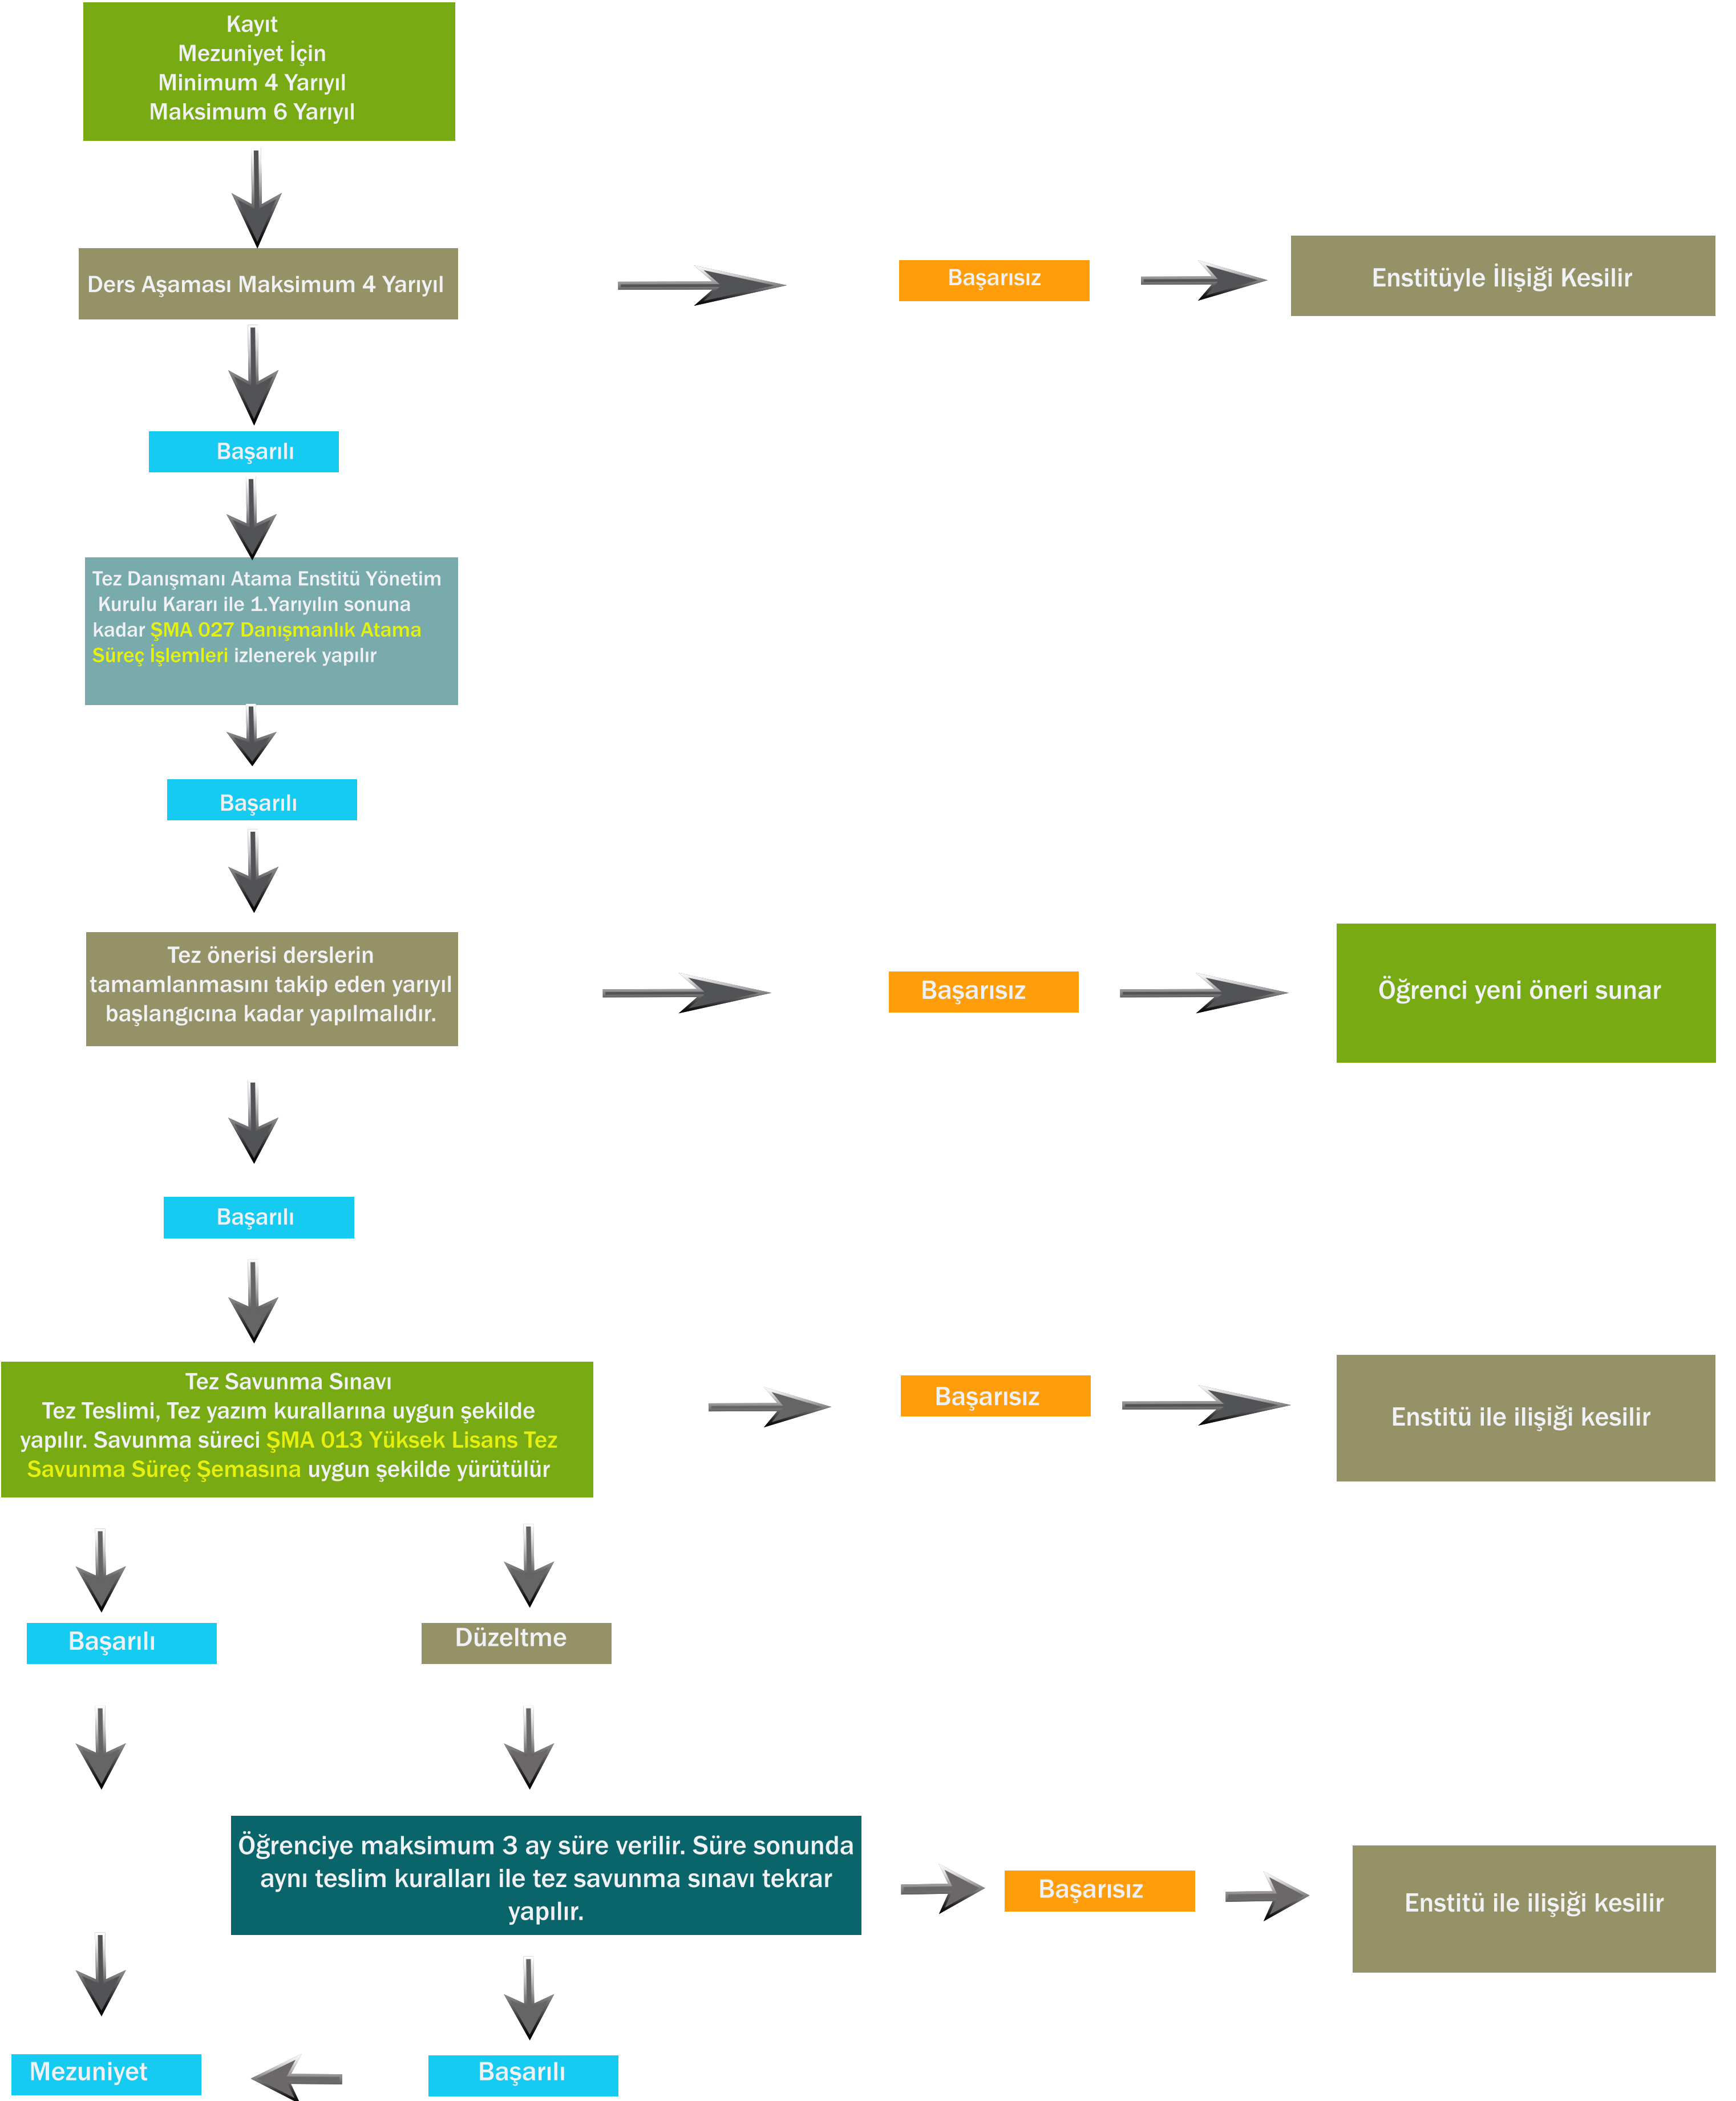 Kayıt
Mezuniyet İçin
Minimum 4 Yarıyıl
Maksimum 6 Yarıyıl
Ders Aşaması Maksimum 4 Yarıyıl
Başarısız
Enstitüyle İlişiği Kesilir
Başarılı
Tez Danışmanı Atama Enstitü Yönetim
Kurulu Kararı ile 1.Yarıyılın sonuna
kadar ŞMA 027 Danışmanlık Atama
Süreç İşlemleri izlenerek yapılır
Başarılı
Tez önerisi derslerin
tamamlanmasını takip eden yarıyıl
başlangıcına kadar yapılmalıdır.
Başarısız
Öğrenci yeni öneri sunar
Başarılı
Tez Savunma Sınavı
Tez Teslimi, Tez yazım kurallarına uygun şekilde
yapılır. Savunma süreci ŞMA 013 Yüksek Lisans Tez
Savunma Süreç Şemasına uygun şekilde yürütülür
Başarısız
Enstitü ile ilişiği kesilir
Başarılı
Düzeltme
Öğrenciye maksimum 3 ay süre verilir. Süre sonunda
aynı teslim kuralları ile tez savunma sınavı tekrar
yapılır.
Başarısız
Enstitü ile ilişiği kesilir
Mezuniyet
Başarılı